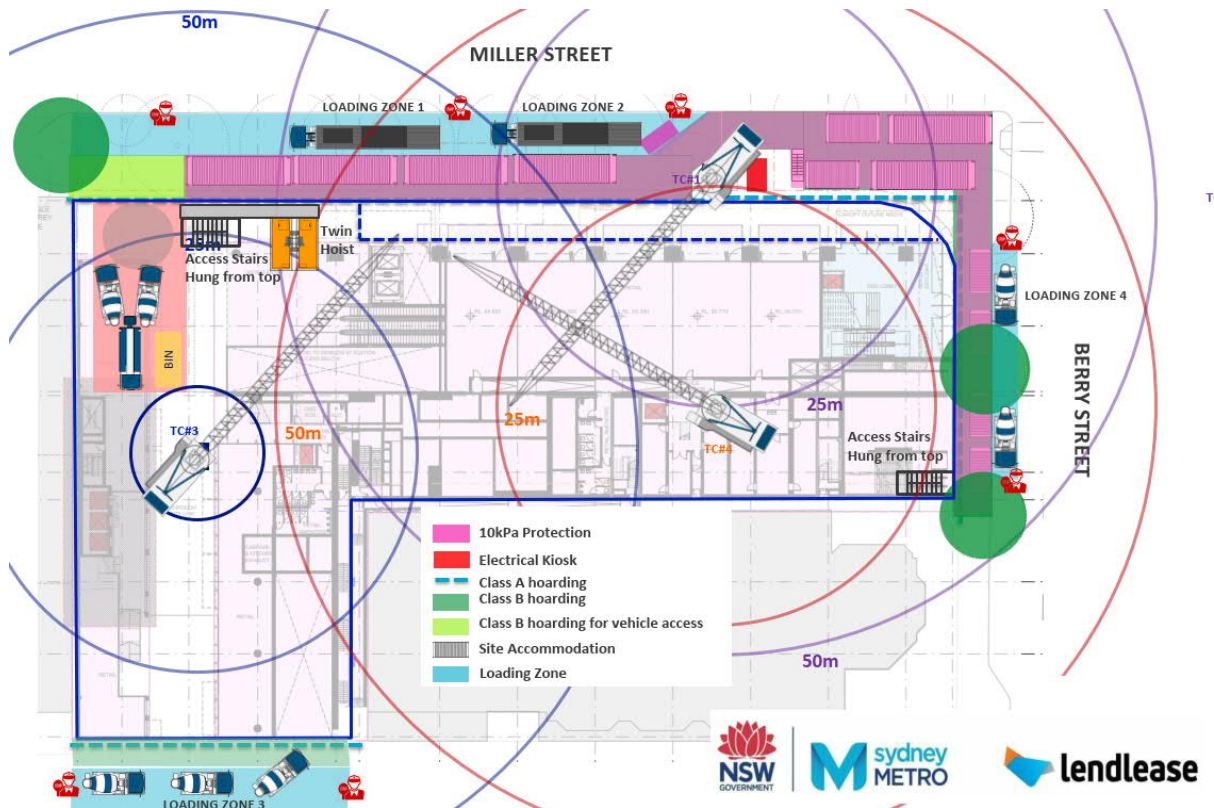 50m
MILLER STREET
LOADING ZONE 1
LOADING ZONE 2
TC#1
25m
Access Stairs
Hung from top
Twin
Hoist
LOADING ZONE 4
BERRY STREET
BIN
TC#3
50m
25m
25m
TC#4
Access Stairs
Hung from top
50m
10kPa Protection
Electrical Kiosk
Class A hoarding
Class B hoarding
Class B hoarding for vehicle access
Site Accommodation
Loading Zone
LOADING ZONE 3
NSW
GOVERNMENT
M
sydney
METRO
lendlease